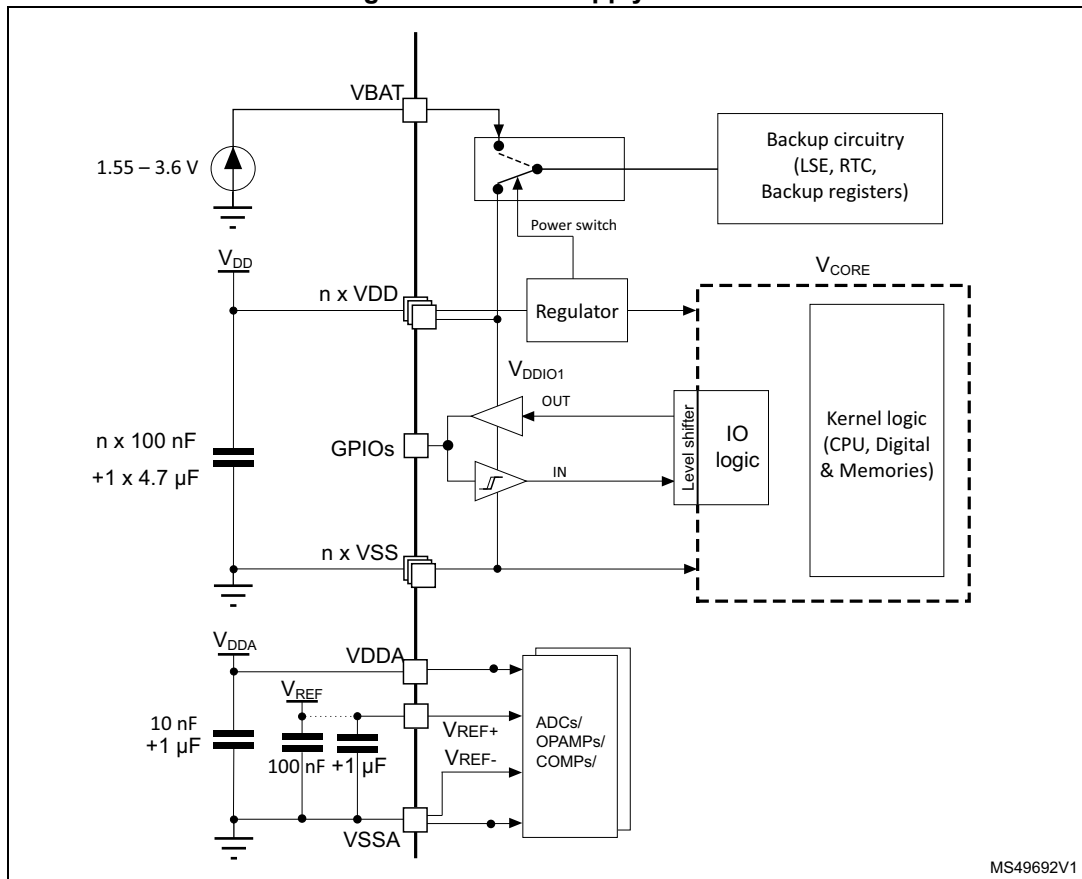 VBAT
1.55 – 3.6 V
Backup circuitry
(LSE, RTC,
Backup registers)
Power switch
VDD
n x VDD
Regulator
VCORE
VDDIO1
OUT
n x 100 nF
+1 x 4.7 µF
GPIOs
IN
Level shifter
IO
logic
Kernel logic
(CPU, Digital
& Memories)
n x VSS
VDDA
VDDA
VREF
10 nF
+1 µF
100 nF
+1 µF
VREF+
VREF-
ADCs/
OPAMPs/
COMPs/
VSSA
MS49692V1